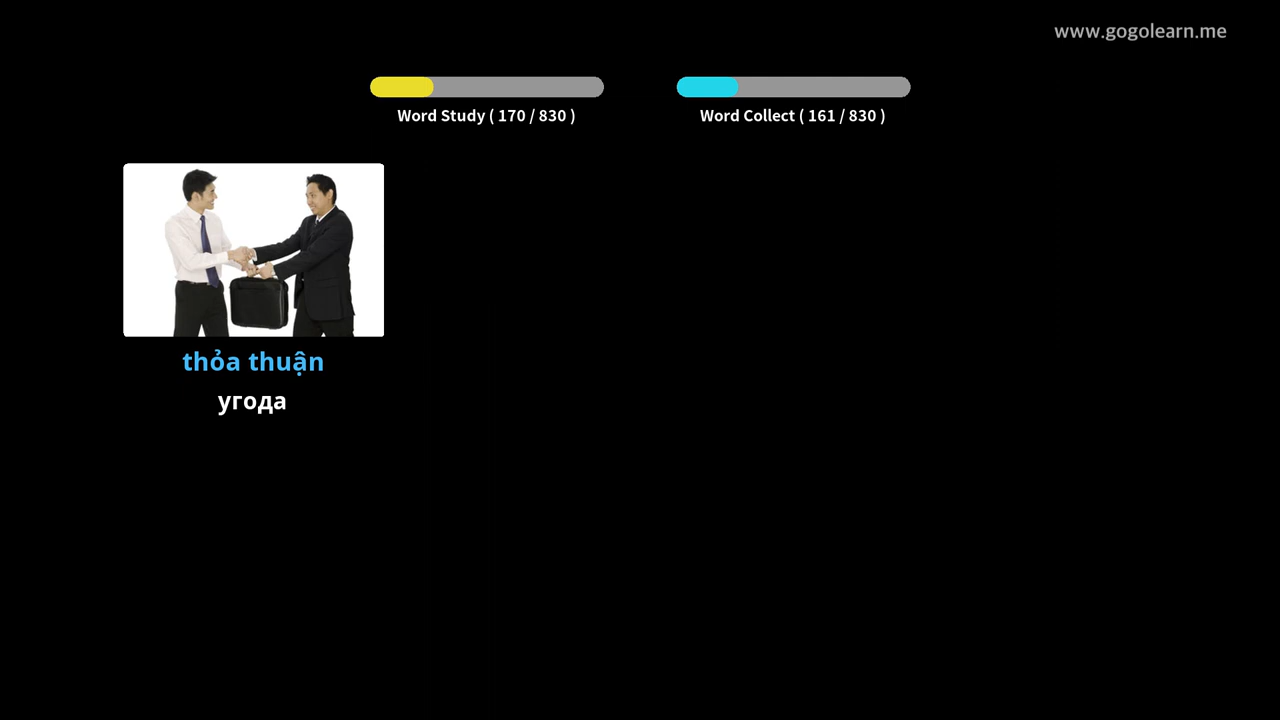 www.gogolearn.me
Word Study ( 170 / 830 )
Word Collect ( 161 / 830 )
thỏa thuận
угода